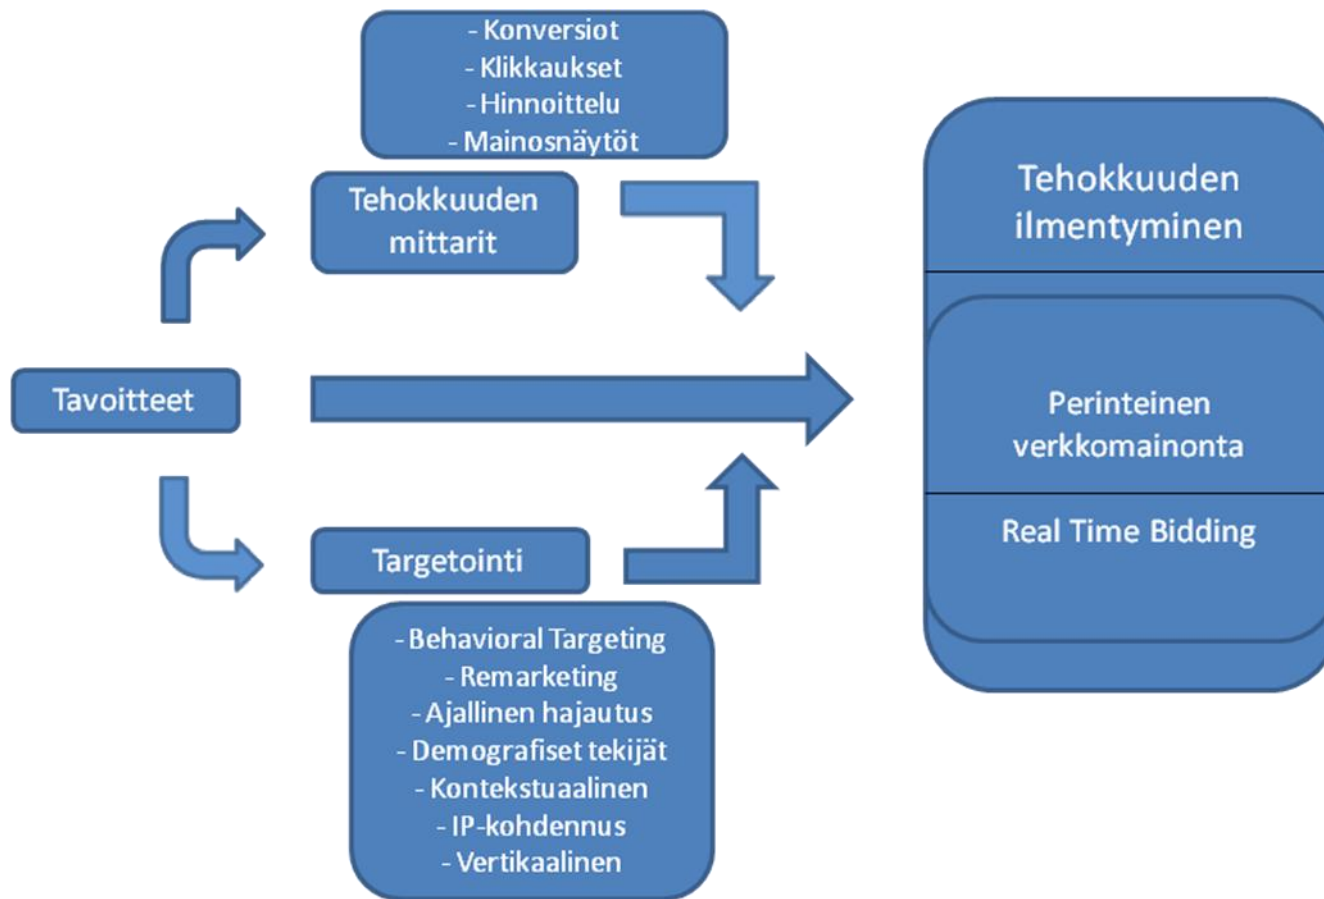 - Konversiot
- Klikkaukset
- Hinnoittelu
- Mainosnäytöt
Tehokkuuden
mittarit
Tavoitteet
Targetointi
- Behavioral Targeting
- Remarketing
- Ajallinen hajautus
- Demografiset tekijät
- Kontekstuaalinen
- IP-kohdennus
- Vertikaalinen
Tehokkuuden
ilmentyminen
Perinteinen
verkkomainonta
Real Time Bidding